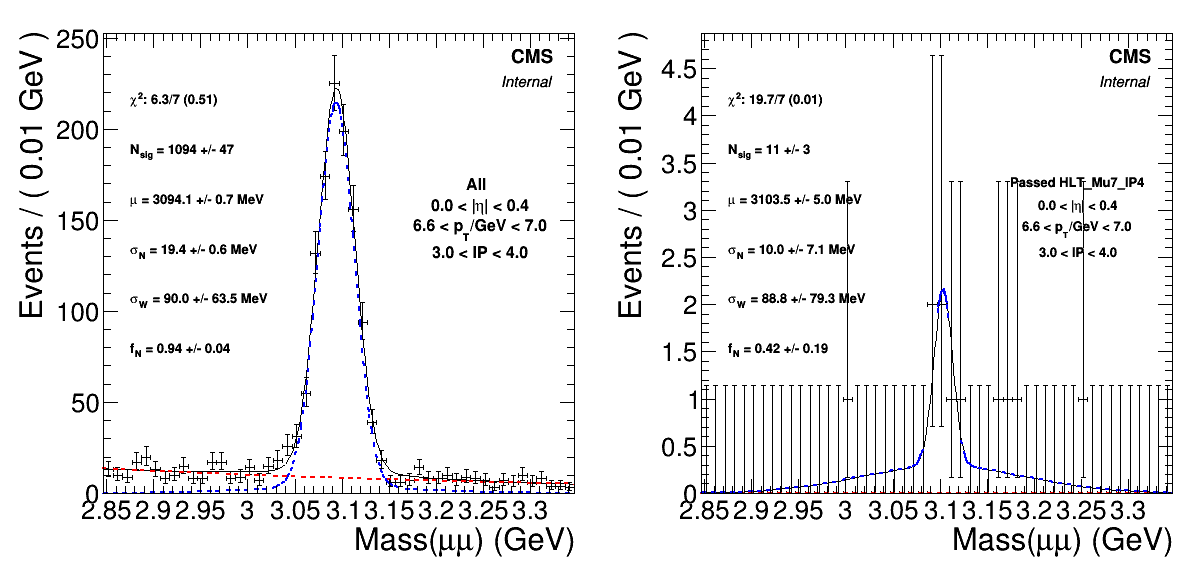 CMS
Internal
χ²: 6.3/7 (0.51)
N_sig = 1094 +/- 47
μ = 3094.1 +/- 0.7 MeV
σ_N = 19.4 +/- 0.6 MeV
σ_W = 90.0 +/- 63.5 MeV
f_N = 0.94 +/- 0.04
All
0.0 < |η| < 0.4
6.6 < p_T/GeV < 7.0
3.0 < IP < 4.0
Events / ( 0.01 GeV )
250
200
150
100
50
0
2.85 2.9 2.95 3 3.05 3.1 3.15 3.2 3.25 3.3
Mass(μμ) (GeV)
CMS
Internal
χ²: 19.7/7 (0.01)
N_sig = 11 +/- 3
μ = 3103.5 +/- 5.0 MeV
σ_N = 10.0 +/- 7.1 MeV
σ_W = 88.8 +/- 79.3 MeV
f_N = 0.42 +/- 0.19
Passed HLT_Mu7_IP4
0.0 < |η| < 0.4
6.6 < p_T/GeV < 7.0
3.0 < IP < 4.0
Events / ( 0.01 GeV )
4.5
4
3.5
3
2.5
2
1.5
1
0.5
0
2.85 2.9 2.95 3 3.05 3.1 3.15 3.2 3.25 3.3
Mass(μμ) (GeV)